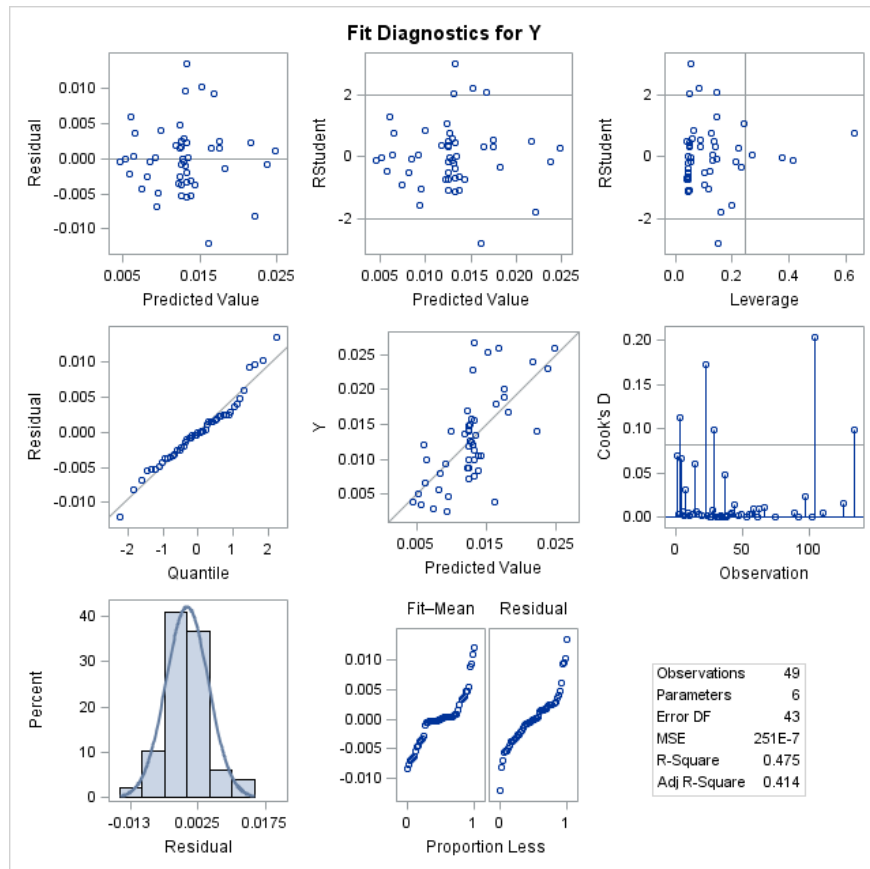 Fit Diagnostics for Y
0.010
0.005
0.000
-0.005
-0.010
Residual
0.005
0.015
0.025
Predicted Value
2
0
-2
RStudent
0.005
0.010
0.015
0.020
0.025
Predicted Value
2
0
-2
RStudent
0.0
0.2
0.4
0.6
Leverage
0.010
0.005
0.000
-0.005
-0.010
Residual
-2
-1
0
1
2
Quantile
0.025
0.020
0.015
0.010
0.005
Y
0.005
0.015
0.025
Predicted Value
0.20
0.15
0.10
0.05
0.00
Cook's D
0
50
100
Observation
40
30
20
10
0
Percent
-0.013
0.0025
0.0175
Residual
Fit–Mean
Residual
0.010
0.005
0.000
-0.005
-0.010
0
1
0
1
Proportion Less
Observations 49
Parameters 6
Error DF 43
MSE 251E-7
R-Square 0.475
Adj R-Square 0.414